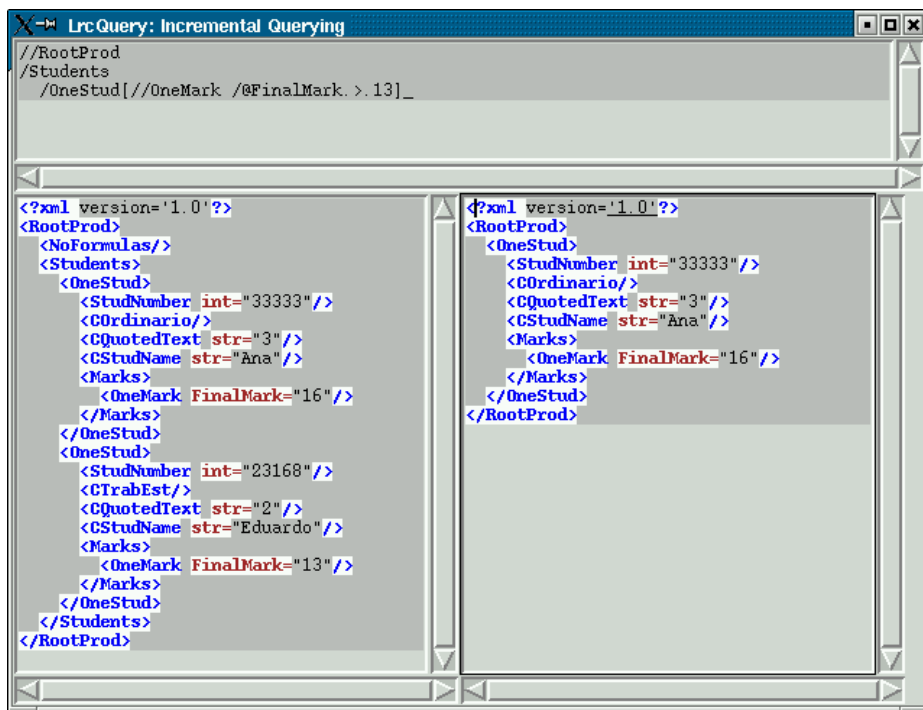 LrcQuery: Incremental Querying
//RootProd
/Students
  /OneStud[//OneMark /@FinalMark.>.13]_
<?xml version='1.0'?>
<RootProd>
  <NoFormulas/>
  <Students>
    <OneStud>
      <StudNumber int="33333"/>
      <COrdinario/>
      <CQuotedText str="3"/>
      <CStudName str="Ana"/>
      <Marks>
        <OneMark FinalMark="16"/>
      </Marks>
    </OneStud>
    <OneStud>
      <StudNumber int="23168"/>
      <CTrabEst/>
      <CQuotedText str="2"/>
      <CStudName str="Eduardo"/>
      <Marks>
        <OneMark FinalMark="13"/>
      </Marks>
    </OneStud>
  </Students>
</RootProd>
<?xml version='1.0'?>
<RootProd>
  <OneStud>
    <StudNumber int="33333"/>
    <COrdinario/>
    <CQuotedText str="3"/>
    <CStudName str="Ana"/>
    <Marks>
      <OneMark FinalMark="16"/>
    </Marks>
  </OneStud>
</RootProd>